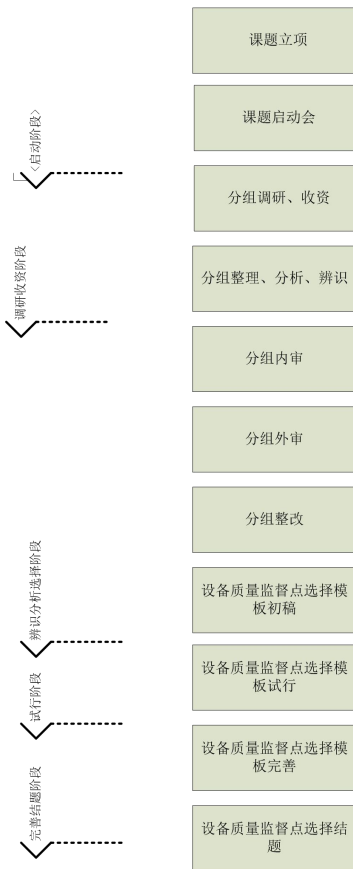 课题立项
课题启动会
<启动阶段>
分组调研、收资
调研收资阶段
分组整理、分析、辨识
分组内审
分组外审
分组整改
辨识分析选择阶段
设备质量监督点选择模
板初稿
试行阶段
设备质量监督点选择模
板试行
设备质量监督点选择模
板完善
完善结题阶段
设备质量监督点选择结
题